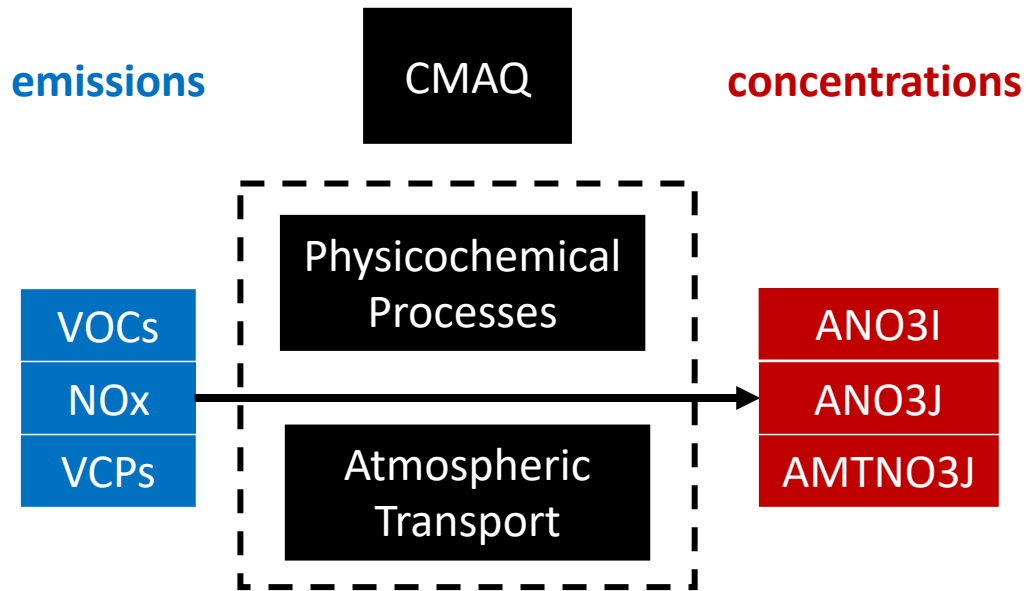 emissions
CMAQ
concentrations
Physicochemical
Processes
VOCs
NOx
VCPs
Atmospheric
Transport
ANO3I
ANO3J
AMTNO3J